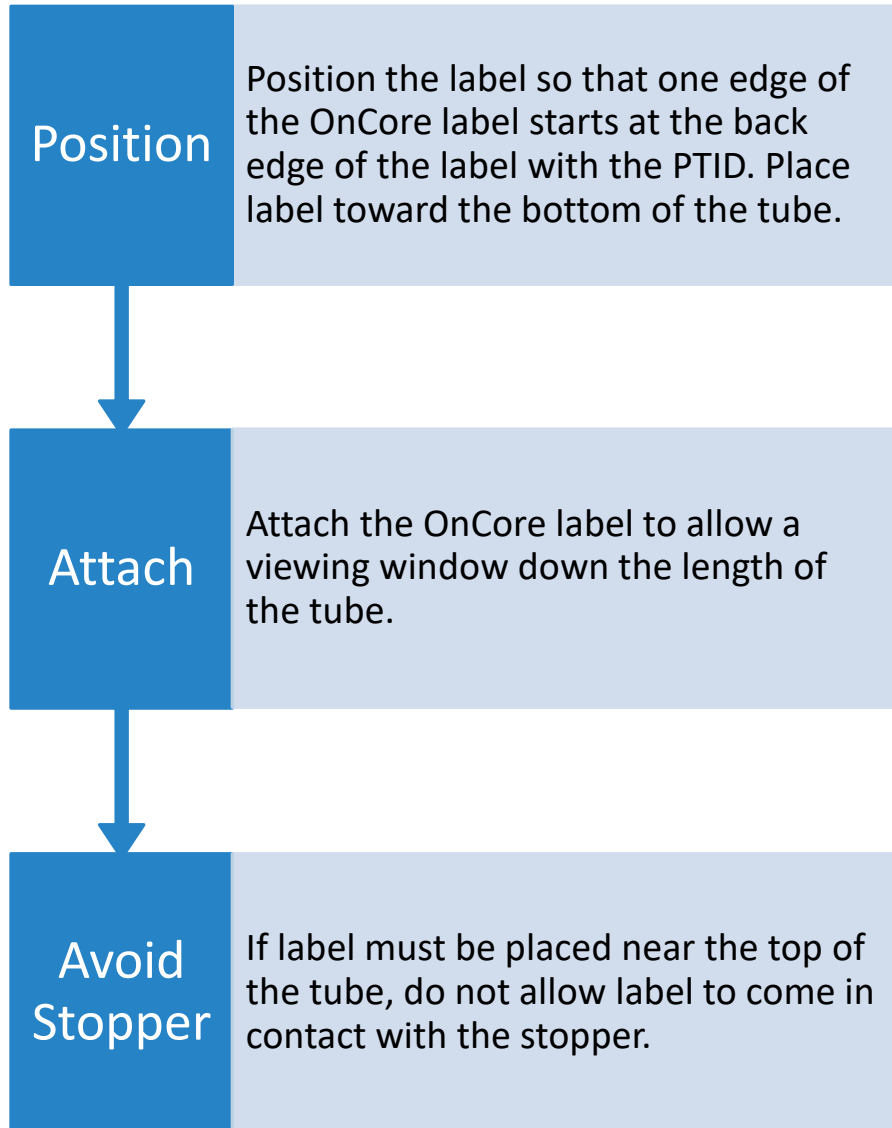 Position
Position the label so that one edge of
the OnCore label starts at the back
edge of the label with the PTID. Place
label toward the bottom of the tube.
Attach
Attach the OnCore label to allow a
viewing window down the length of
the tube.
Avoid
Stopper
If label must be placed near the top of
the tube, do not allow label to come in
contact with the stopper.